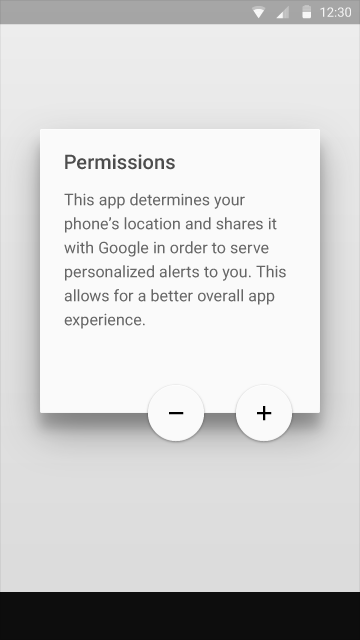 12:30
Permissions
This app determines your
phone's location and shares it
with Google in order to serve
personalized alerts to you. This
allows for a better overall app
experience.